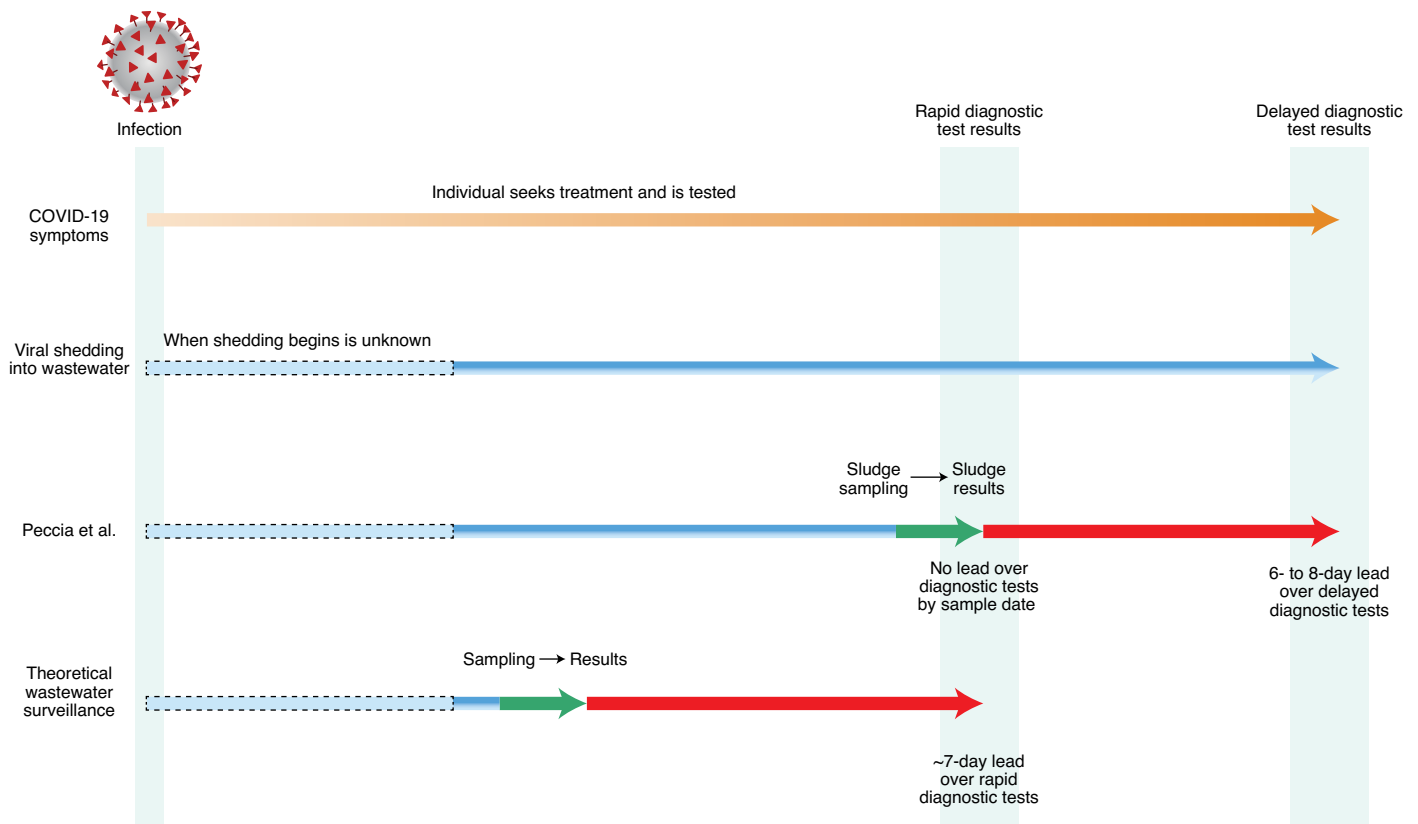 Infection
Rapid diagnostic
test results
Delayed diagnostic
test results
COVID-19
symptoms
Individual seeks treatment and is tested
Viral shedding
into wastewater
When shedding begins is unknown
Peccia et al.
Sludge
sampling
Sludge
results
No lead over
diagnostic tests
by sample date
6- to 8-day lead
over delayed
diagnostic tests
Theoretical
wastewater
surveillance
Sampling
Results
~7-day lead
over rapid
diagnostic tests